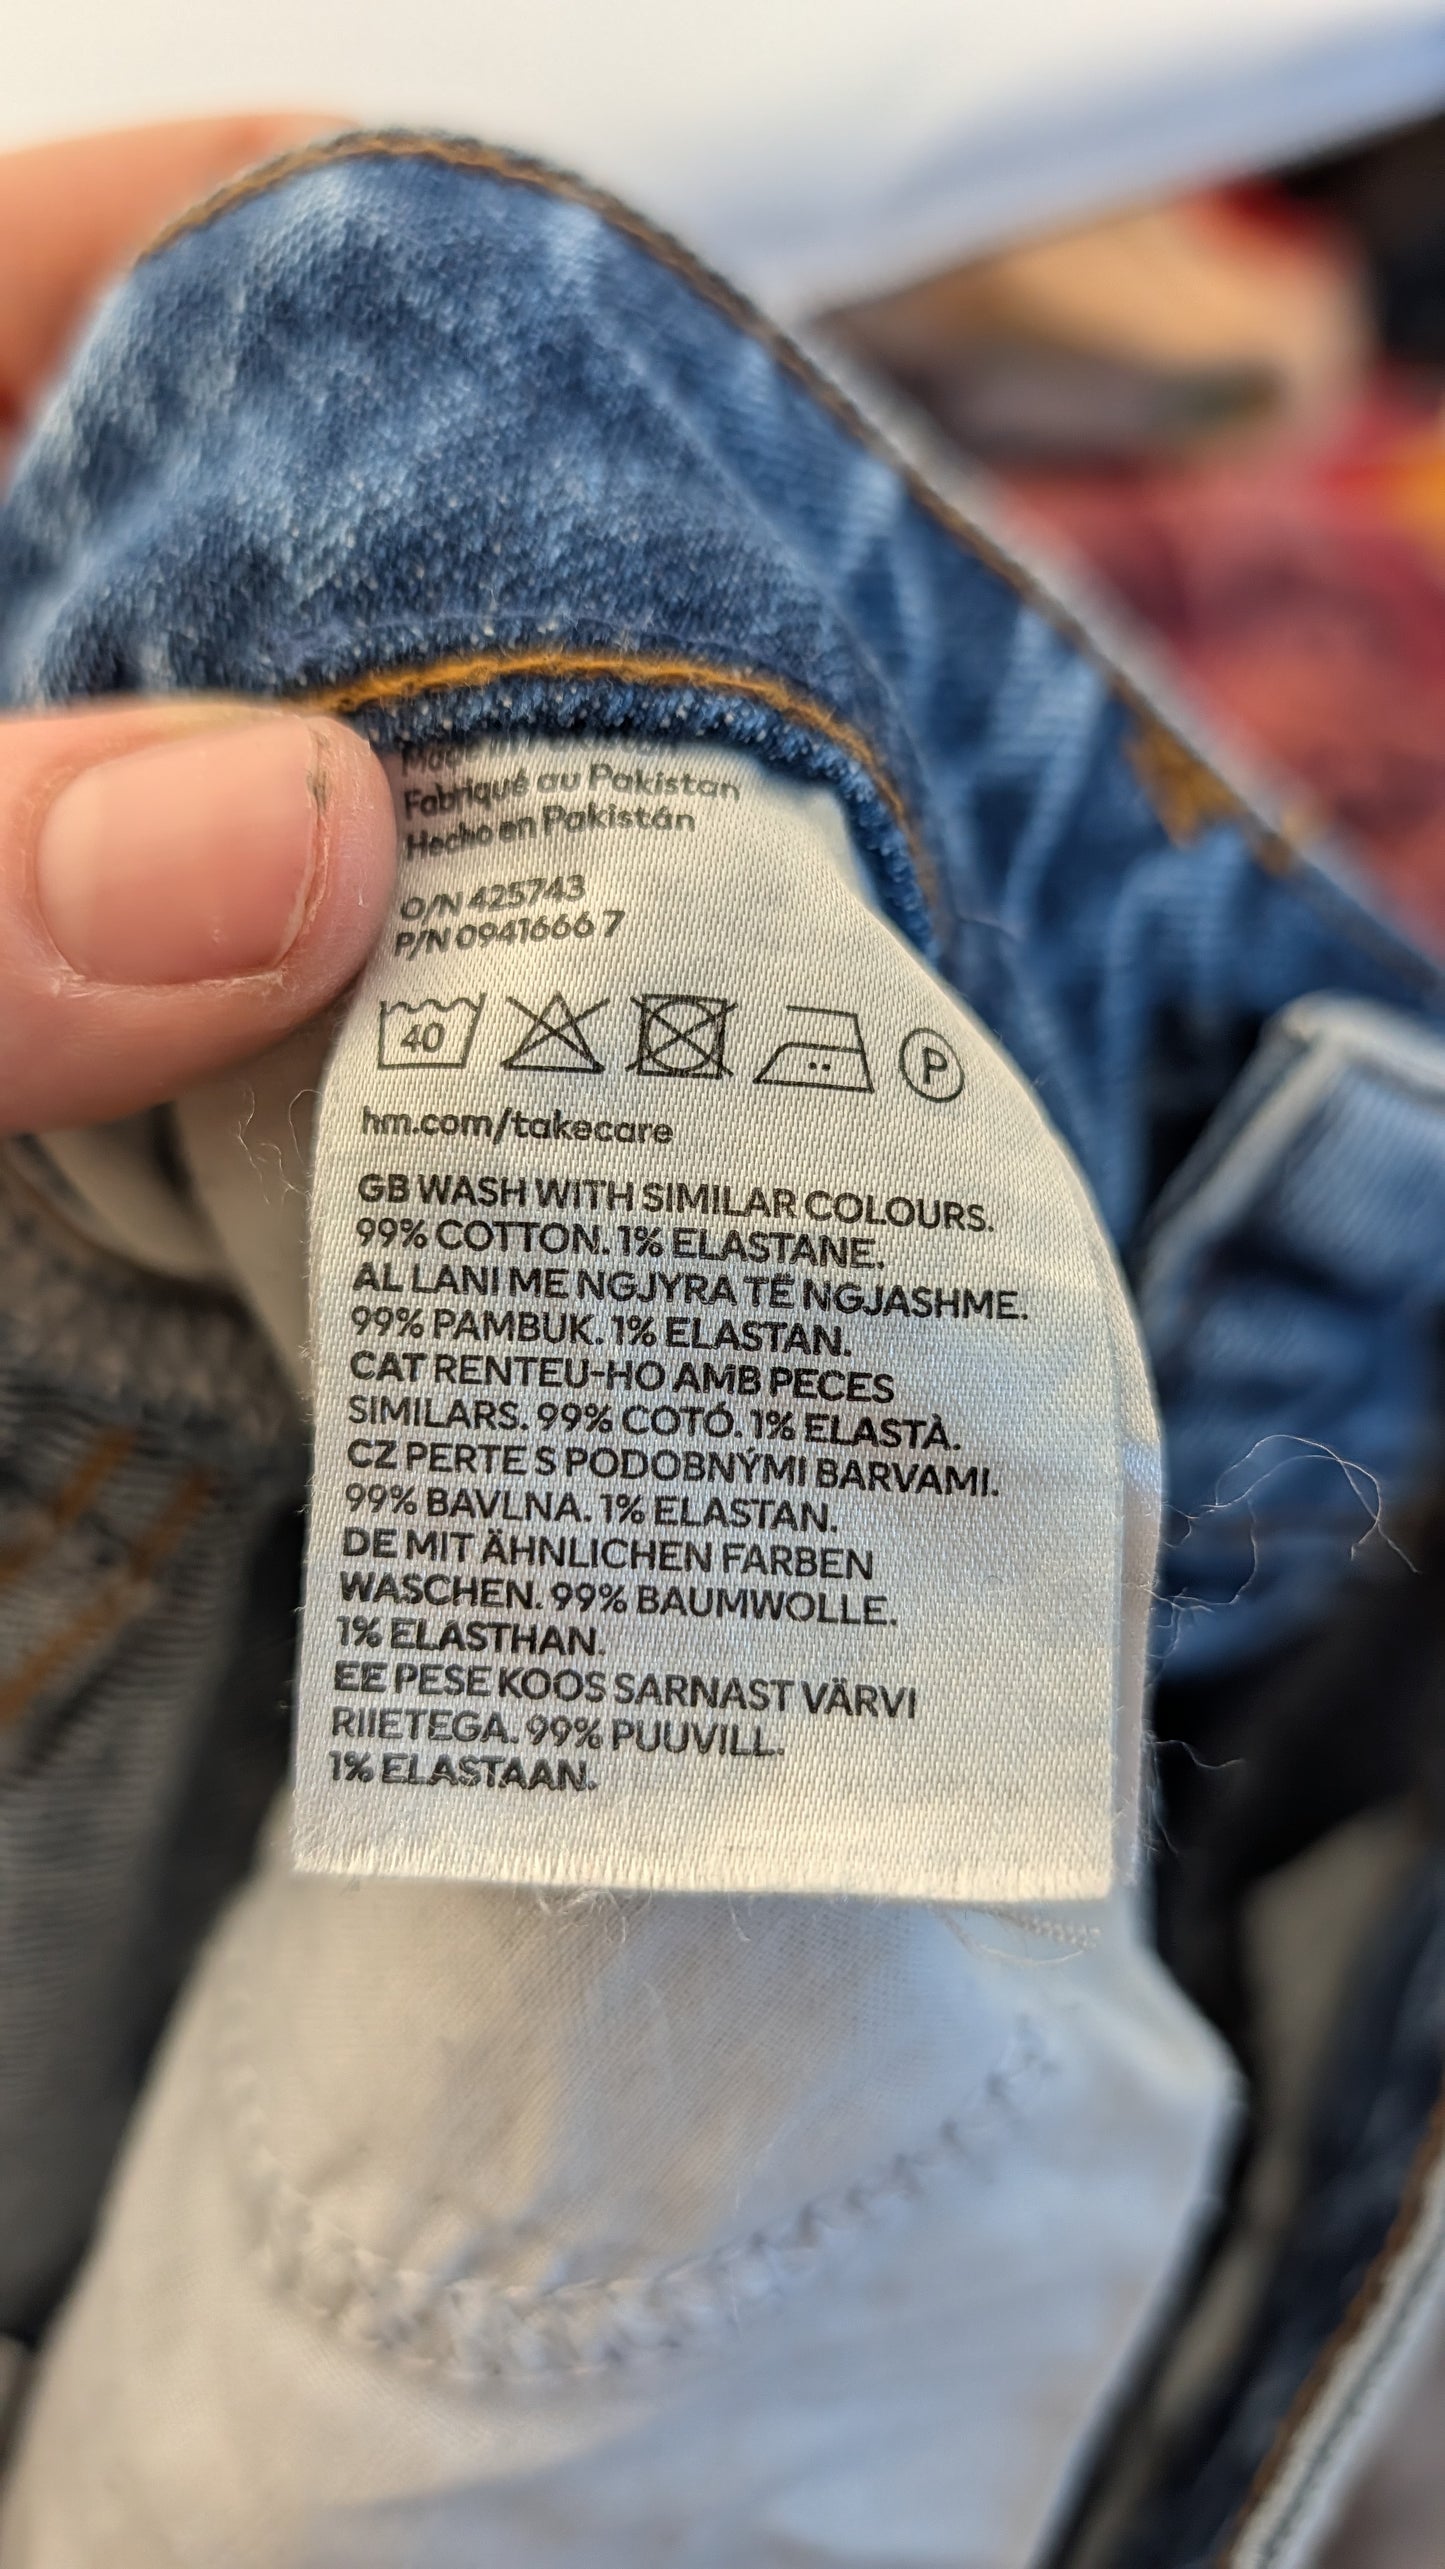 Fabriqué au Pakistan
Hecho en Pakistán
O/N 425743
P/N 0941666 7
40
P
hm.com/takecare
GB WASH WITH SIMILAR COLOURS.
99% COTTON. 1% ELASTANE.
AL LANI ME NGJYRA TË NGJASHME.
99% PAMBUK. 1% ELASTAN.
CAT RENTEU-HO AMB PECES
SIMILARS. 99% COTÓ. 1% ELASTÀ.
CZ PERTE S PODOBNÝMI BARVAMI.
99% BAVLNA. 1% ELASTAN.
DE MIT ÄHNLICHEN FARBEN
WASCHEN. 99% BAUMWOLLE.
1% ELASTHAN.
EE PESE KOOS SARNAST VÄRVI
RIIETEGA. 99% PUUVILL.
1% ELASTAAN.